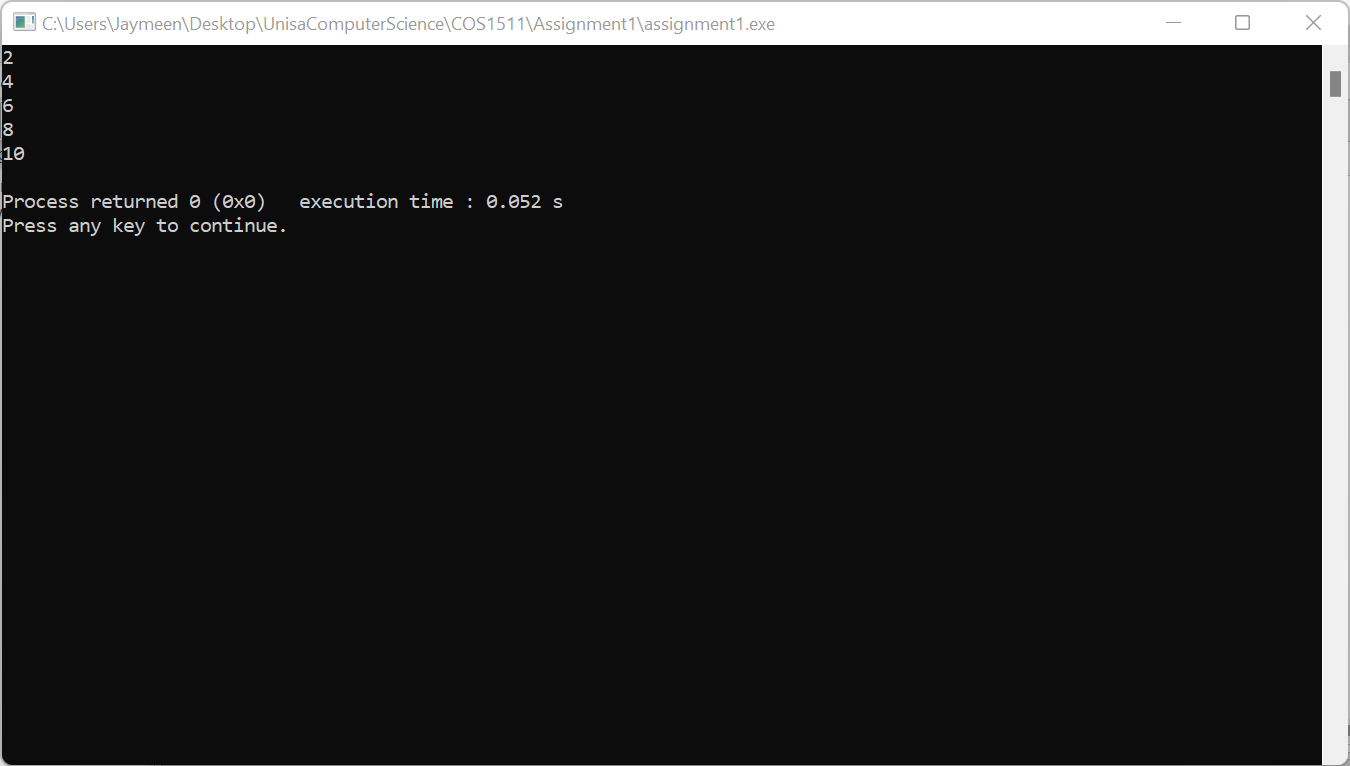 C:\Users\Jaymeen\Desktop\UnisaComputerScience\COS1511\Assignment1\assignment1.exe
2
4
6
8
10
Process returned 0 (0x0)   execution time : 0.052 s
Press any key to continue.